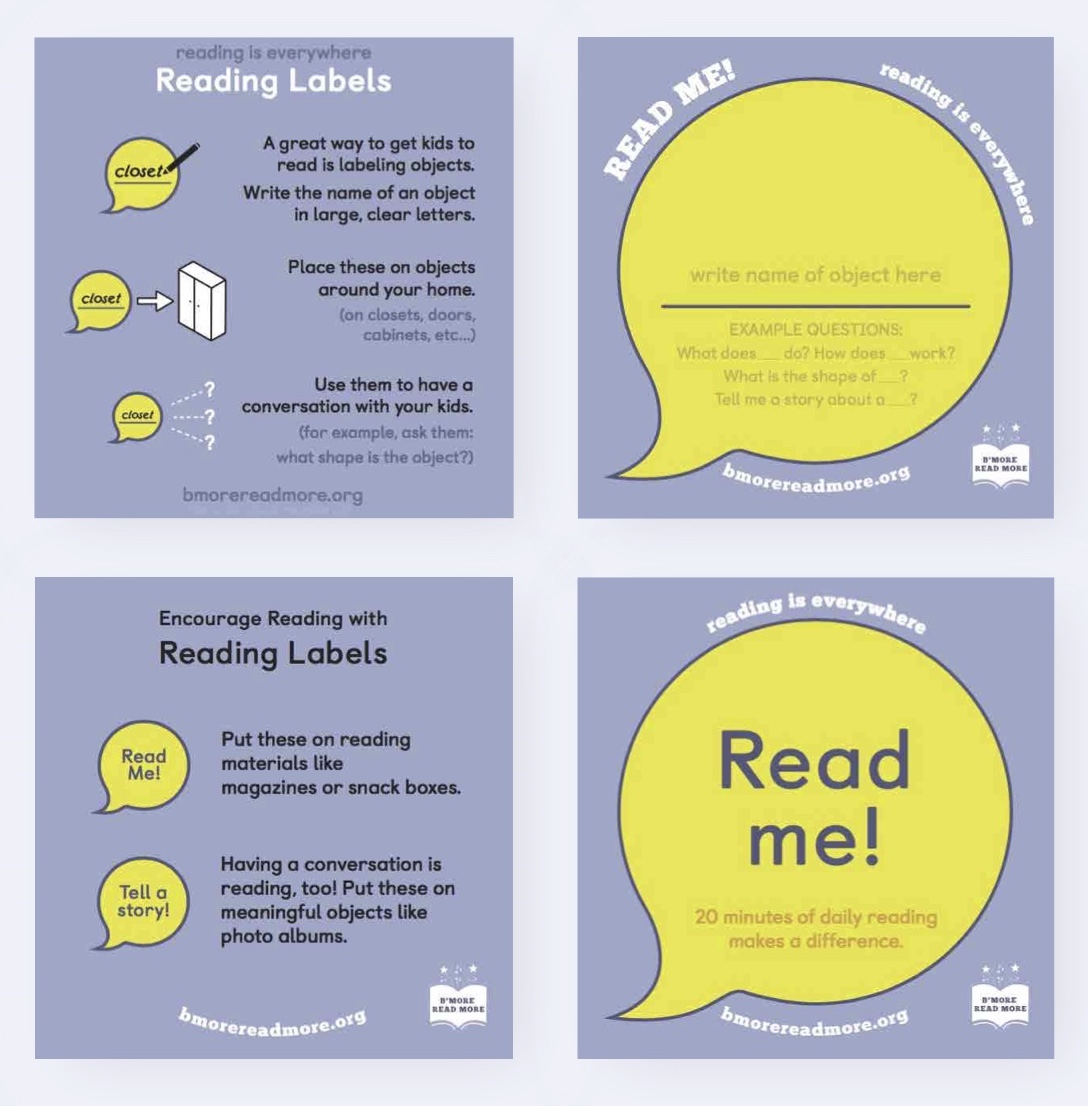 reading is everywhere
Reading Labels
closet
A great way to get kids to
read is labeling objects.
Write the name of an object
in large, clear letters.
closet
Place these on objects
around your home.
(on closets, doors,
cabinets, etc...)
closet
?
?
?
Use them to have a
conversation with your kids.
(for example, ask them:
what shape is the object?)
bmorereadmore.org
READ ME!
reading is everywhere
write name of object here
EXAMPLE QUESTIONS:
What does __ do? How does __ work?
What is the shape of __?
Tell me a story about a __?
bmorereadmore.org
B'MORE
READ MORE
Encourage Reading with
Reading Labels
Read
Me!
Put these on reading
materials like
magazines or snack boxes.
Tell a
story!
Having a conversation is
reading, too! Put these on
meaningful objects like
photo albums.
bmorereadmore.org
B'MORE
READ MORE
reading is everywhere
Read
me!
20 minutes of daily reading
makes a difference.
bmorereadmore.org
B'MORE
READ MORE